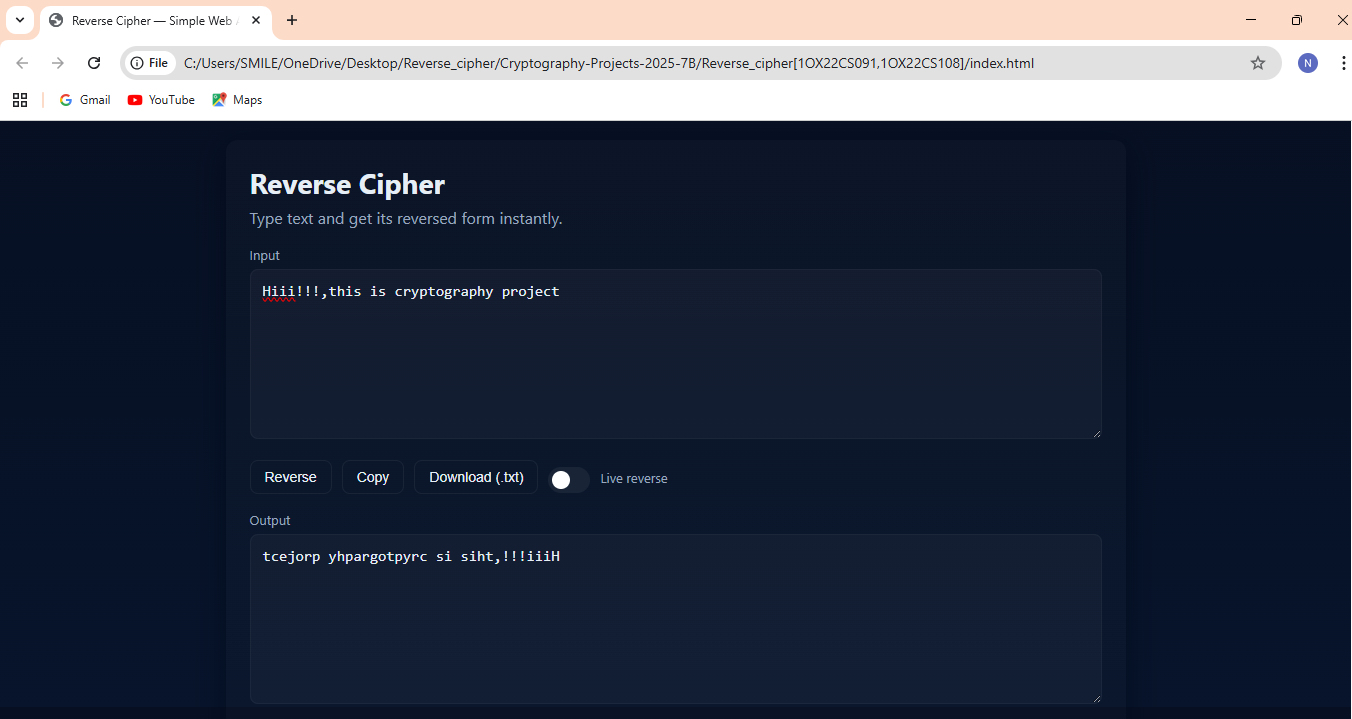 Reverse Cipher — Simple Web A
File C:/Users/SMILE/OneDrive/Desktop/Reverse_cipher/Cryptography-Projects-2025-7B/Reverse_cipher[1OX22CS091,1OX22CS108]/index.html N
Gmail YouTube Maps
Reverse Cipher
Type text and get its reversed form instantly.
Input
Hiii!!!,this is cryptography project
Reverse Copy Download (.txt) Live reverse
Output
tcejorp yhpargotpyrc si siht,!!!iiiH